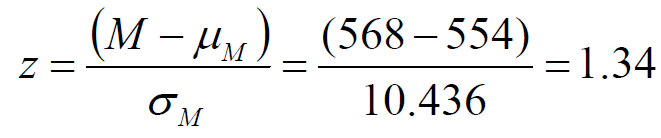 z = (M − μ_M) / σ_M = (568 − 554) / 10.436 = 1.34